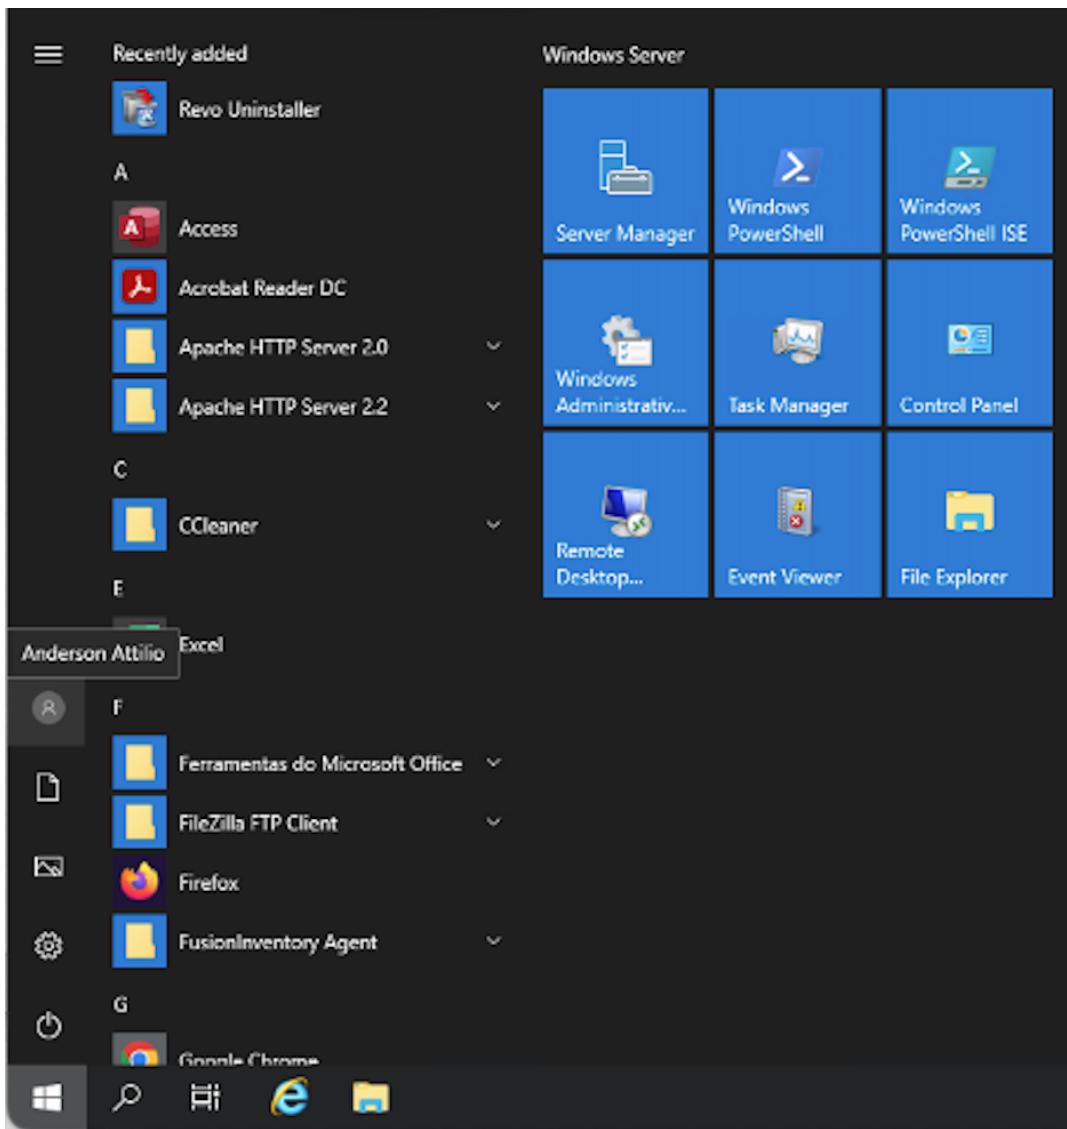 Recently added
Revo Uninstaller
A
Access
Acrobat Reader DC
Apache HTTP Server 2.0
Apache HTTP Server 2.2
C
CCleaner
E
Excel
Anderson Attilio
F
Ferramentas do Microsoft Office
FileZilla FTP Client
Firefox
FusionInventory Agent
G
Google Chrome
Windows Server
Server Manager
Windows
PowerShell
Windows
PowerShell ISE
Windows
Administrativ...
Task Manager
Control Panel
Remote
Desktop...
Event Viewer
File Explorer